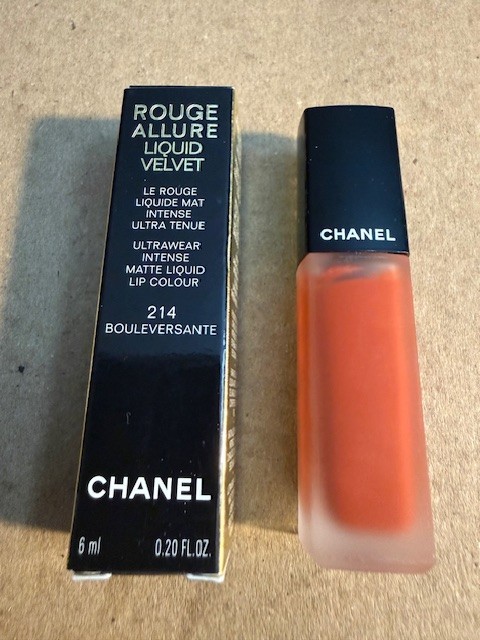 ROUGE
ALLURE
LIQUID
VELVET
LE ROUGE
LIQUIDE MAT
INTENSE
ULTRA TENUE
ULTRAWEAR
INTENSE
MATTE LIQUID
LIP COLOUR
214
BOULEVERSANTE
CHANEL
6 ml 0.20 FL.OZ.
CHANEL